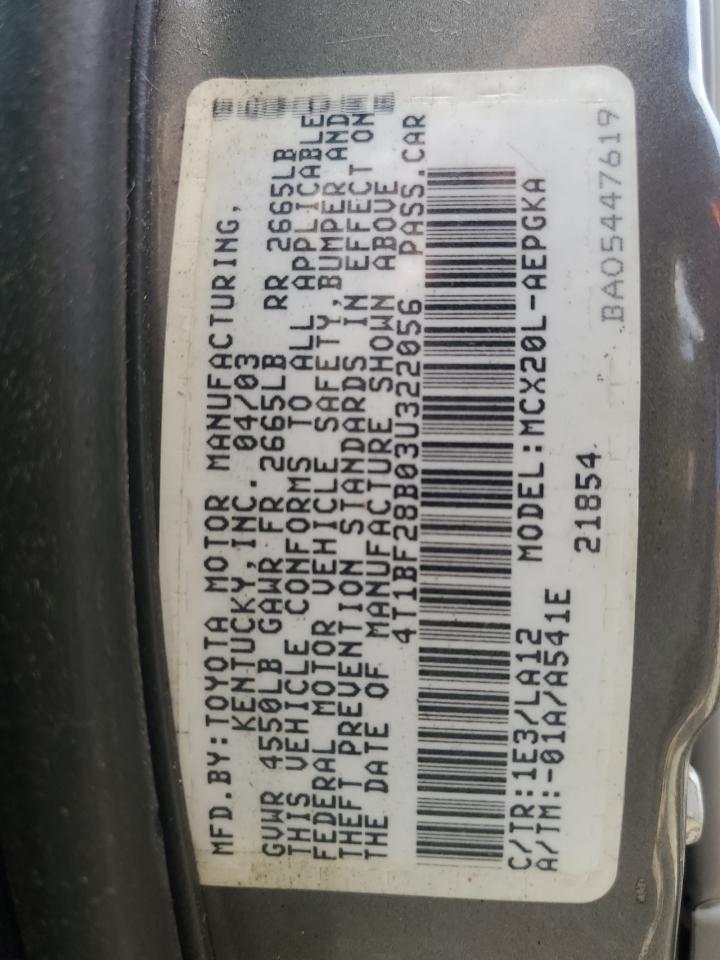 MFD.BY:TOYOTA MOTOR MANUFACTURING,
KENTUCKY,INC. 04/03
GVWR 4550LB GAWR FR 2665LB RR 2665LB
THIS VEHICLE CONFORMS TO ALL APPLICABLE
FEDERAL MOTOR VEHICLE SAFETY,BUMPER AND
THEFT PREVENTION STANDARDS IN EFFECT ON
THE DATE OF MANUFACTURE SHOWN ABOVE
4T1BF28B03U322056 PASS.CAR
C/TR:1E3/LA12 MODEL:MCX20L-AEPGKA
A/TM:-01A/A541E
21854
BA05447619